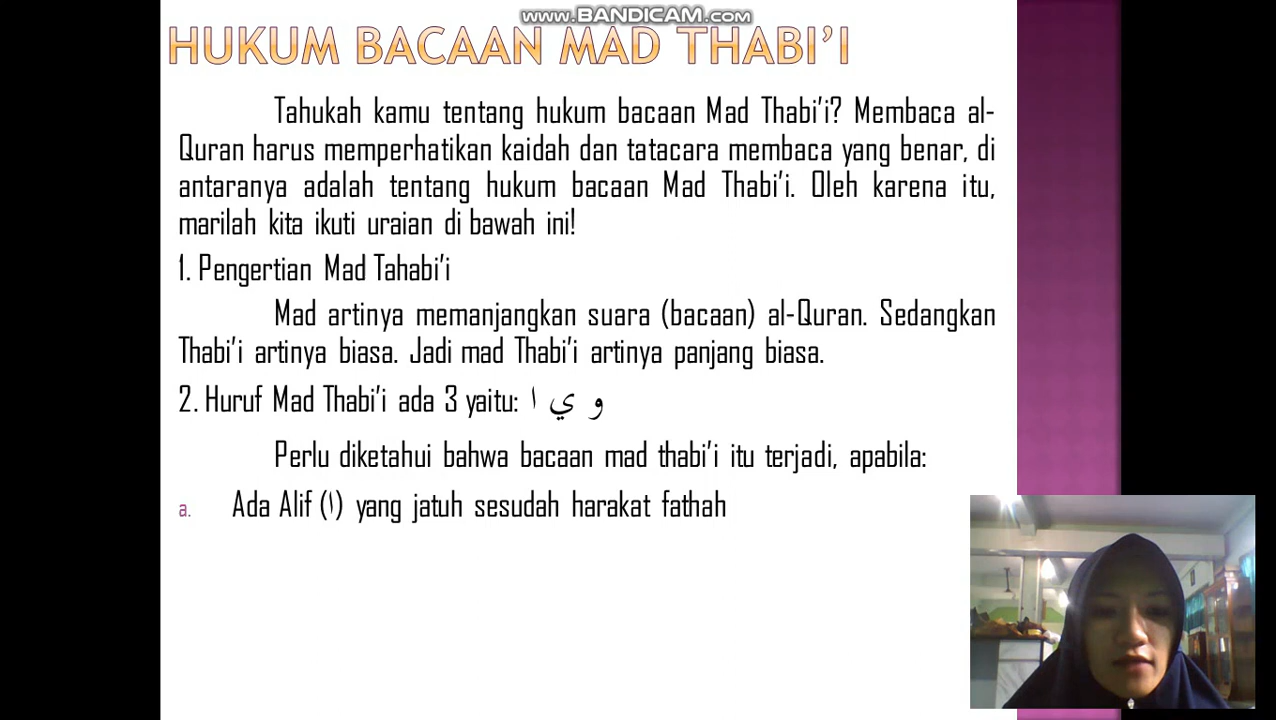 www.BANDICAM.com
HUKUM BACAAN MAD THABI’I
Tahukah kamu tentang hukum bacaan Mad Thabi’i? Membaca al-
Quran harus memperhatikan kaidah dan tatacara membaca yang benar, di
antaranya adalah tentang hukum bacaan Mad Thabi’i. Oleh karena itu,
marilah kita ikuti uraian di bawah ini!
1. Pengertian Mad Tahabi’i
Mad artinya memanjangkan suara (bacaan) al-Quran. Sedangkan
Thabi’i artinya biasa. Jadi mad Thabi’i artinya panjang biasa.
2. Huruf Mad Thabi’i ada 3 yaitu: ا ي و
Perlu diketahui bahwa bacaan mad thabi’i itu terjadi, apabila:
a. Ada Alif (ا) yang jatuh sesudah harakat fathah